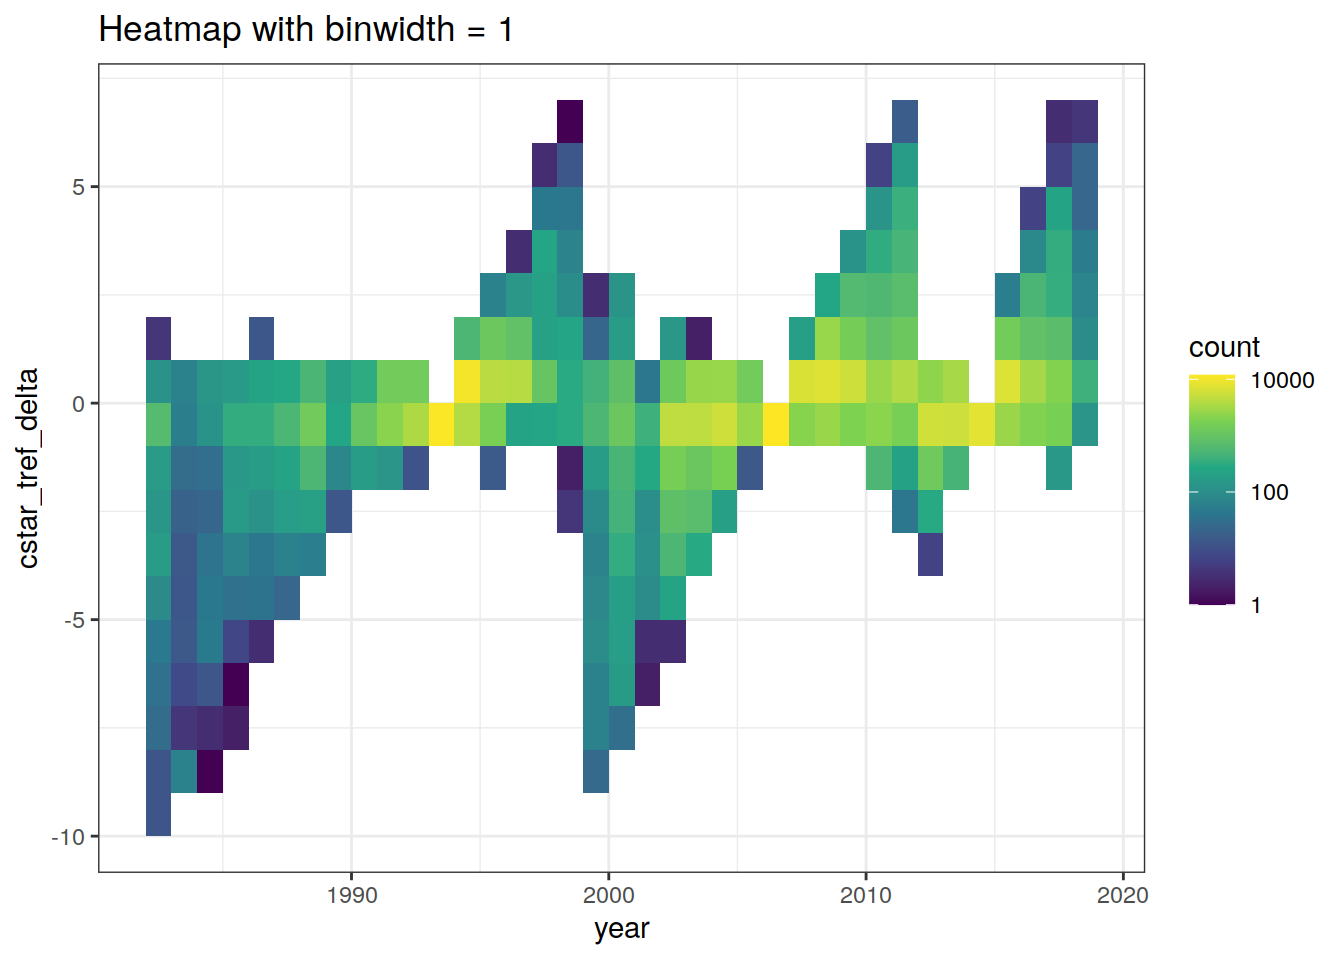 Heatmap with binwidth = 1
cstar_tref_delta
5
0
-5
-10
1990
2000
2010
2020
year
count
10000
100
1